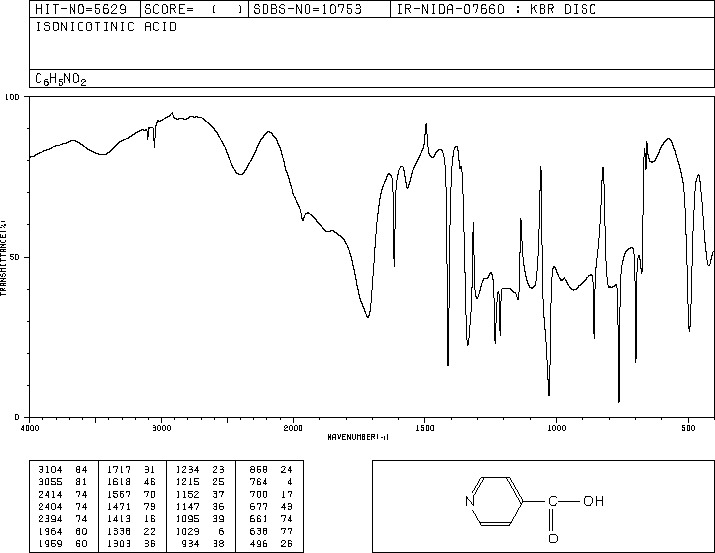 HIT-NO=5629 SCORE= ( ) SDBS-NO=10753 IR-NIDA-07660 : KBR DISC
ISONICOTINIC ACID
C6H5NO2
100
50
0
TRANSMITTANCE(%)
4000 3000 2000 1500 1000 500
WAVENUMBER(-1)
3104 84 1717 31 1234 23 868 24
3055 81 1618 46 1215 25 764 4
2414 74 1567 70 1152 37 700 17
2404 74 1471 79 1147 36 677 43
2394 74 1413 16 1095 39 661 74
1964 60 1338 22 1029 6 638 77
1959 60 1303 36 934 38 496 26
N C OH
O